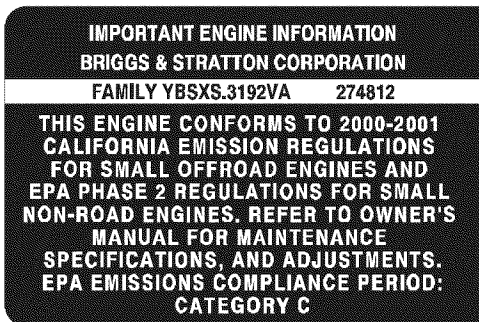 IMPORTANT ENGINE INFORMATION
BRIGGS & STRATTON CORPORATION
FAMILY YBSXS.3192VA 274812
THIS ENGINE CONFORMS TO 2000-2001
CALIFORNIA EMISSION REGULATIONS
FOR SMALL OFFROAD ENGINES AND
EPA PHASE 2 REGULATIONS FOR SMALL
NON-ROAD ENGINES. REFER TO OWNER'S
MANUAL FOR MAINTENANCE
SPECIFICATIONS, AND ADJUSTMENTS.
EPA EMISSIONS COMPLIANCE PERIOD:
CATEGORY C